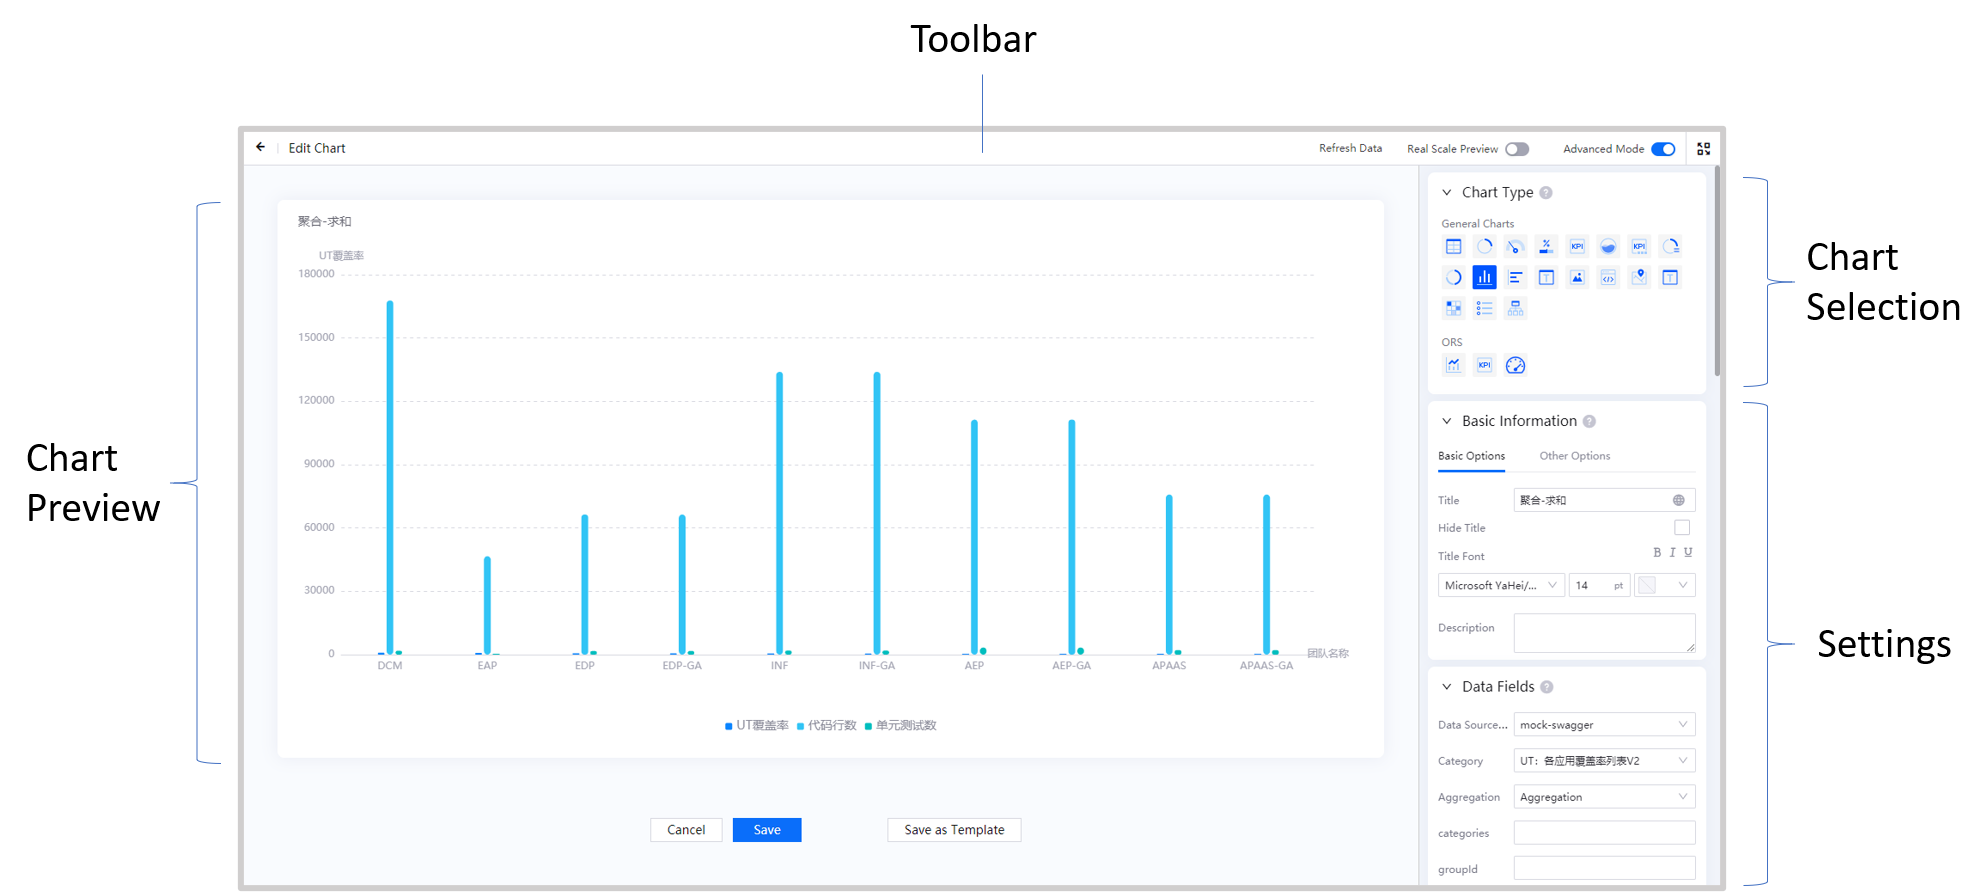 Toolbar
Edit Chart
Refresh Data
Real Scale Preview
Advanced Mode
Chart
Preview
聚合-求和
UT覆盖率
180000
150000
120000
90000
60000
30000
0
DCM EAP EDP EDP-GA INF INF-GA AEP AEP-GA APAAS APAAS-GA
团队名称
UT覆盖率 代码行数 单元测试数
Cancel
Save
Save as Template
Chart Type
General Charts
KPI
KPI
ORS
KPI
Chart
Selection
Basic Information
Basic Options Other Options
Title 聚合-求和
Hide Title
Title Font B I U
Microsoft YaHei/... 14 pt
Description
Settings
Data Fields
Data Source... mock-swagger
Category UT：各应用覆盖率列表V2
Aggregation Aggregation
categories
groupId